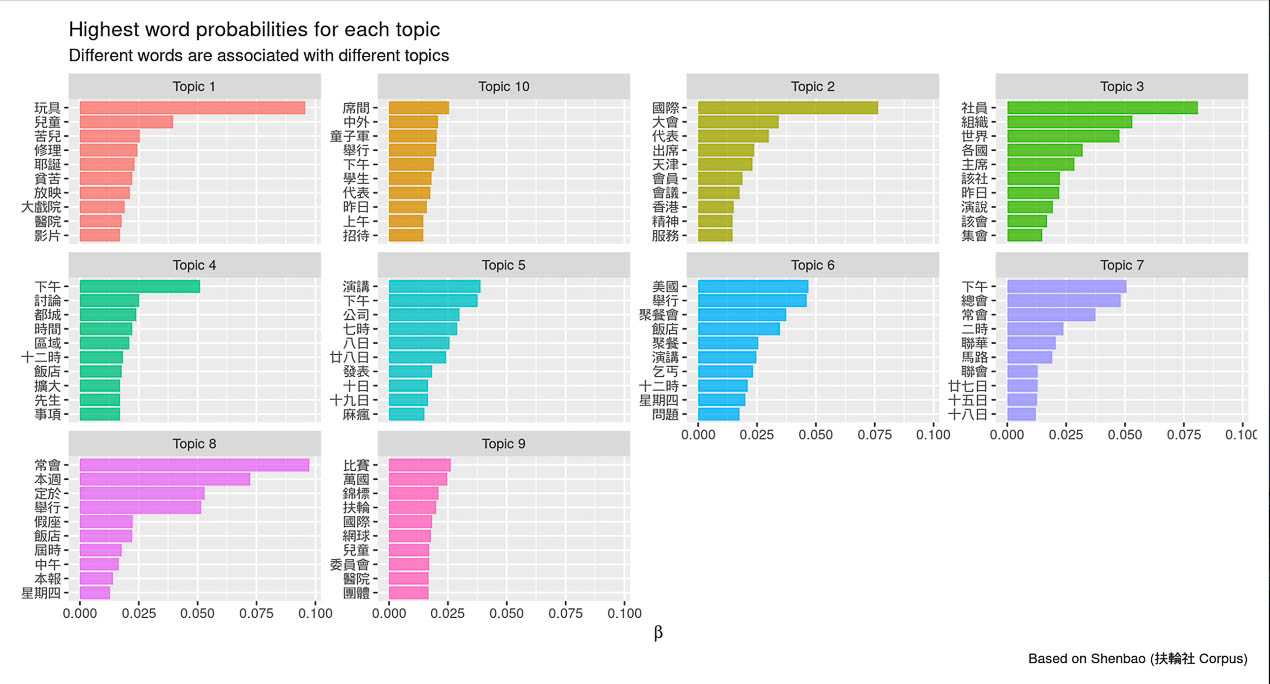 Highest word probabilities for each topic
Different words are associated with different topics
Topic 1
玩具
兒童
苦兒
修理
耶誕
貧苦
放映
大戲院
醫院
影片
Topic 10
席間
中外
童子軍
舉行
下午
學生
代表
昨日
上午
招待
Topic 2
國際
大會
代表
出席
天津
會員
會議
香港
精神
服務
Topic 3
社員
組織
世界
各國
主席
該社
昨日
演說
該會
集會
Topic 4
下午
討論
都城
時間
區域
十二時
飯店
擴大
先生
事項
Topic 5
演講
下午
公司
七時
八日
廿八日
發表
十日
十九日
麻瘋
Topic 6
美國
舉行
聚餐會
飯店
聚餐
演講
乞丐
十二時
星期四
問題
0.000 0.025 0.050 0.075 0.100
Topic 7
下午
總會
常會
二時
聯華
馬路
聯會
廿七日
十五日
十八日
0.000 0.025 0.050 0.075 0.100
Topic 8
常會
本週
定於
舉行
假座
飯店
屆時
中午
本報
星期四
0.000 0.025 0.050 0.075 0.100
Topic 9
比賽
萬國
錦標
扶輪
國際
網球
兒童
委員會
醫院
團體
0.000 0.025 0.050 0.075 0.100
β
Based on Shenbao (扶輪社 Corpus)